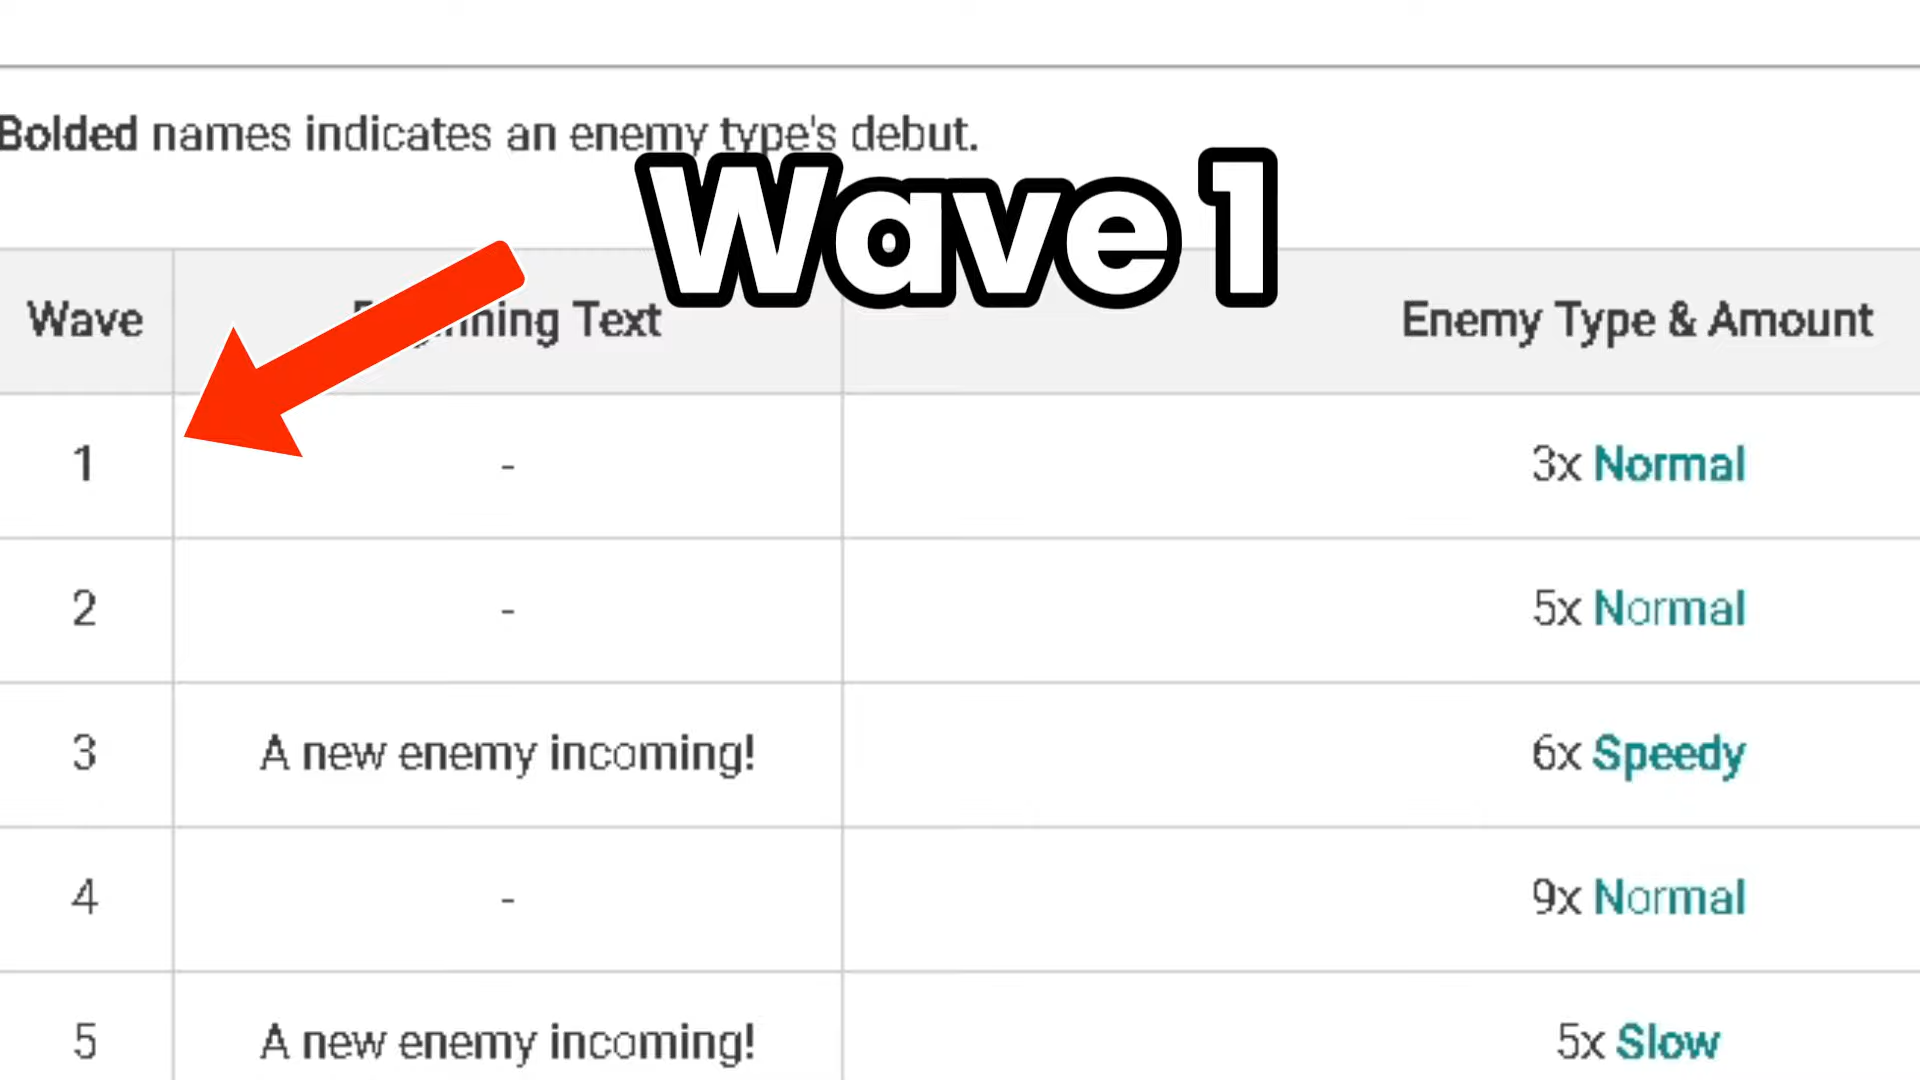 Bolded names indicates an enemy type's debut.
Wave 1
Wave Text Enemy Type & Amount
1 - 3x Normal
2 - 5x Normal
3 A new enemy incoming! 6x Speedy
4 - 9x Normal
5 A new enemy incoming! 5x Slow